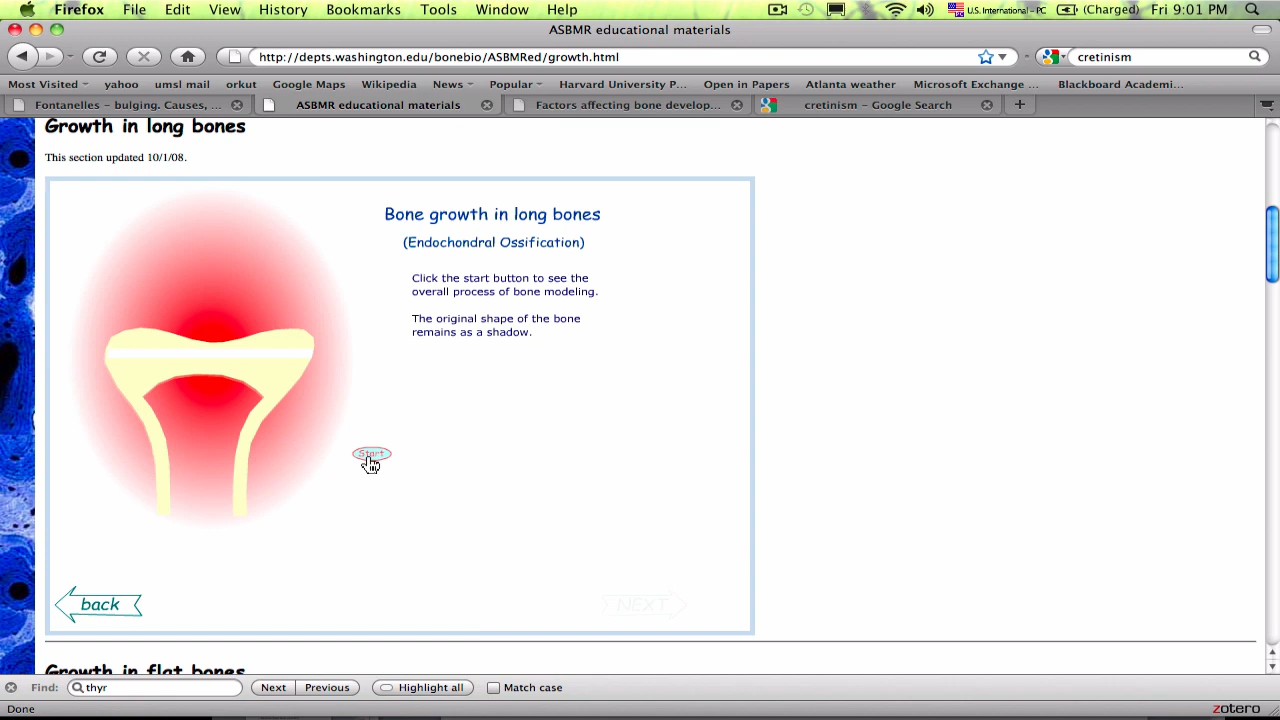 Firefox File Edit View History Bookmarks Tools Window Help U.S. International - PC (Charged) Fri 9:01 PM
ASBMR educational materials
http://depts.washington.edu/bonebio/ASBMRed/growth.html cretinism
Most Visited yahoo umsl mail orkut Google Maps Wikipedia News Popular Harvard University P... Open in Papers Atlanta weather Microsoft Exchange ... Blackboard Academi...
Fontanelles – bulging. Causes, ... ASBMR educational materials Factors affecting bone develop... cretinism – Google Search
Growth in long bones
This section updated 10/1/08.
Bone growth in long bones
(Endochondral Ossification)
Click the start button to see the
overall process of bone modeling.
The original shape of the bone
remains as a shadow.
Start
back NEXT
Growth in flat bones
Find: thyr Next Previous Highlight all Match case
Done zotero